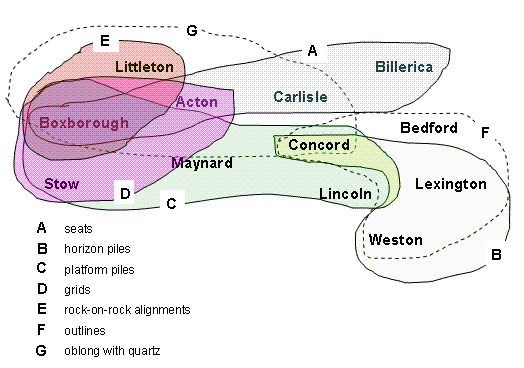 G
E
A
Littleton
Billerica
Acton
Carlisle
Boxborough
Bedford
F
Concord
Maynard
Stow
D
C
Lincoln
Lexington
Weston
B
A seats
B horizon piles
C platform piles
D grids
E rock-on-rock alignments
F outlines
G oblong with quartz